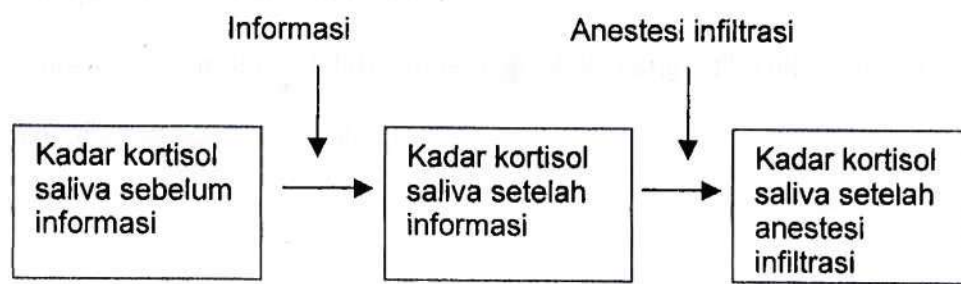 Informasi
Anestesi infiltrasi
Kadar kortisol
saliva sebelum
informasi
Kadar kortisol
saliva setelah
informasi
Kadar kortisol
saliva setelah
anestesi
infiltrasi